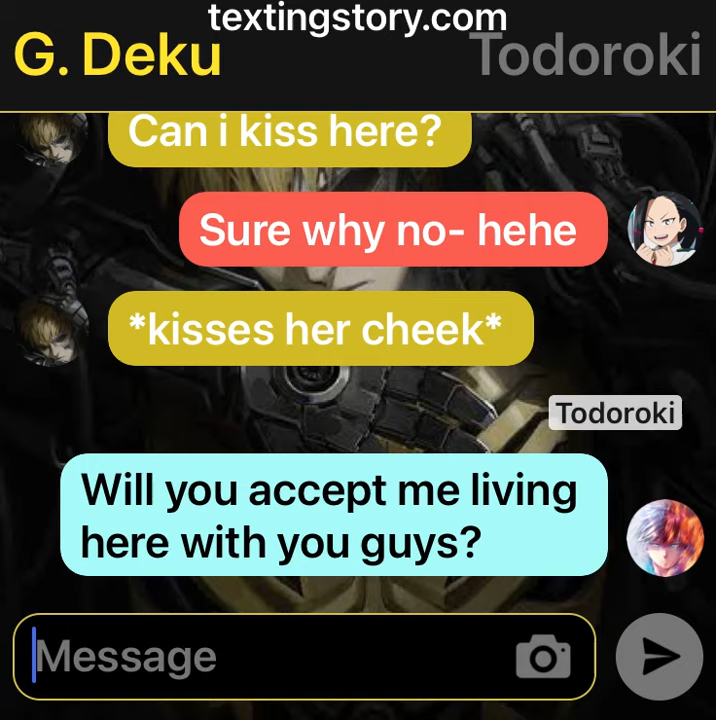 textingstory.com
G. Deku Todoroki
Can i kiss here?
Sure why no- hehe
*kisses her cheek*
Todoroki
Will you accept me living
here with you guys?
Message